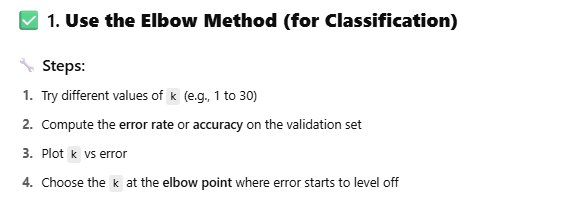 ✅ 1. Use the Elbow Method (for Classification)
🔧 Steps:
1. Try different values of k (e.g., 1 to 30)
2. Compute the error rate or accuracy on the validation set
3. Plot k vs error
4. Choose the k at the elbow point where error starts to level off